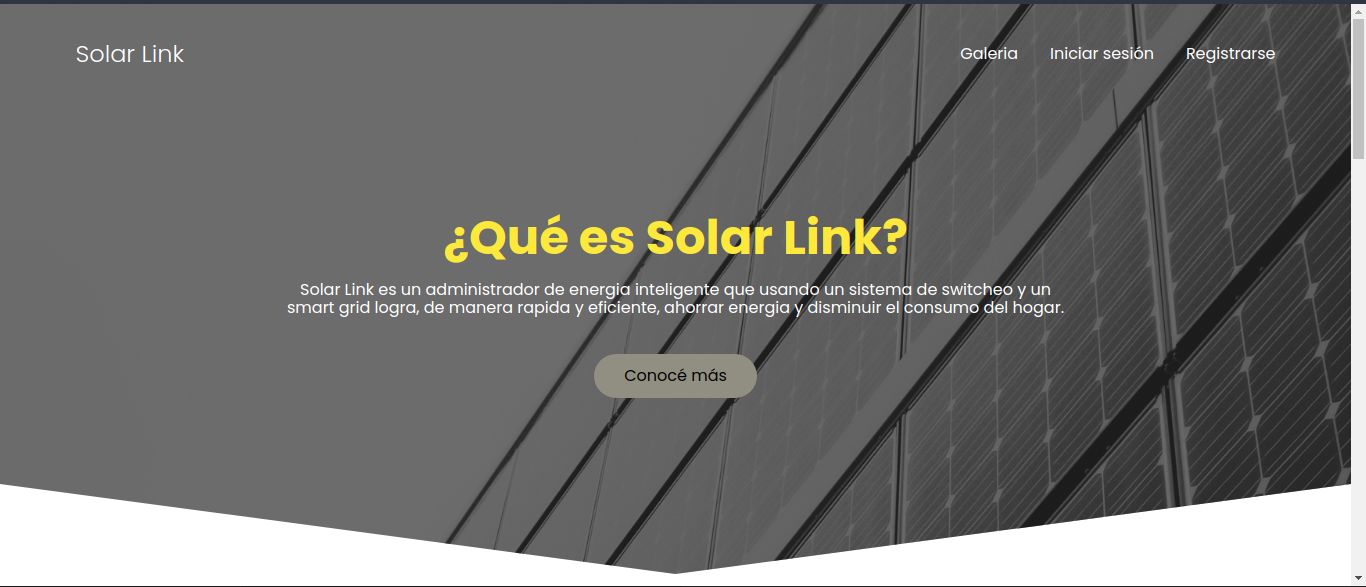 Solar Link
Galeria Iniciar sesión Registrarse
¿Qué es Solar Link?
Solar Link es un administrador de energia inteligente que usando un sistema de switcheo y un
smart grid logra, de manera rapida y eficiente, ahorrar energia y disminuir el consumo del hogar.
Conocé más